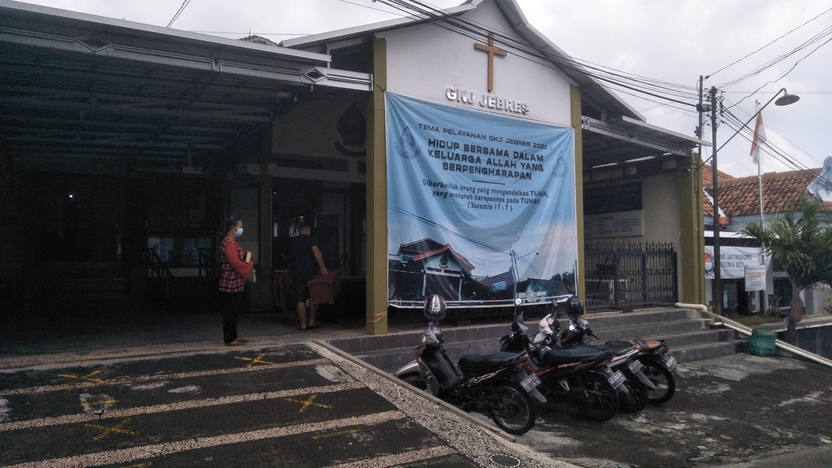 GKJ JEBRES
TEMA PELAYANAN GKJ JEBRES 2021
HIDUP BERSAMA DALAM
KELUARGA ALLAH YANG
BERPENGHARAPAN
Diberkatilah orang yang mengandalkan TUHAN,
yang menaruh harapannya pada TUHAN!
(Yeremia 17:7)